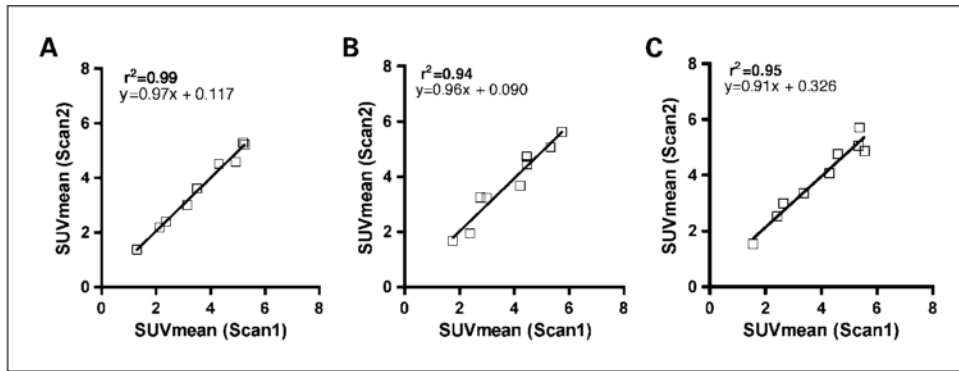 A
r²=0.99
y=0.97x + 0.117
SUVmean (Scan2)
8
6
4
2
0
0 2 4 6 8
SUVmean (Scan1)
B
r²=0.94
y=0.96x + 0.090
SUVmean (Scan2)
8
6
4
2
0
0 2 4 6 8
SUVmean (Scan1)
C
r²=0.95
y=0.91x + 0.326
SUVmean (Scan2)
8
6
4
2
0
0 2 4 6 8
SUVmean (Scan1)